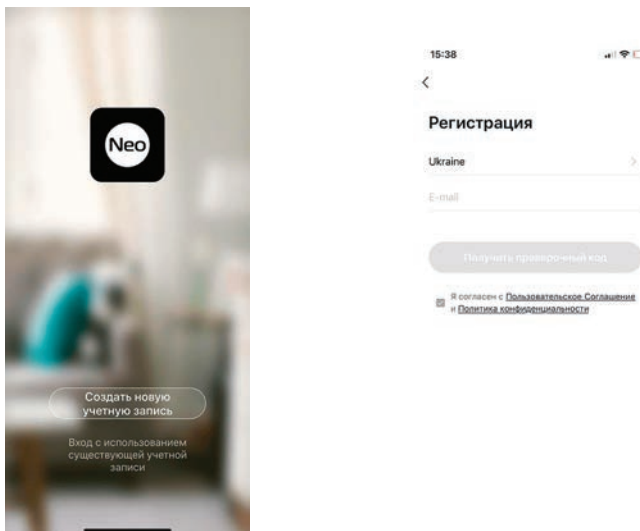 Neo
Создать новую
учетную запись
Вход с использованием
существующей учетной
записи
15:38
Регистрация
Ukraine
E-mail
Получить проверочный код
Я согласен с Пользовательское Соглашение
и Политика конфиденциальности